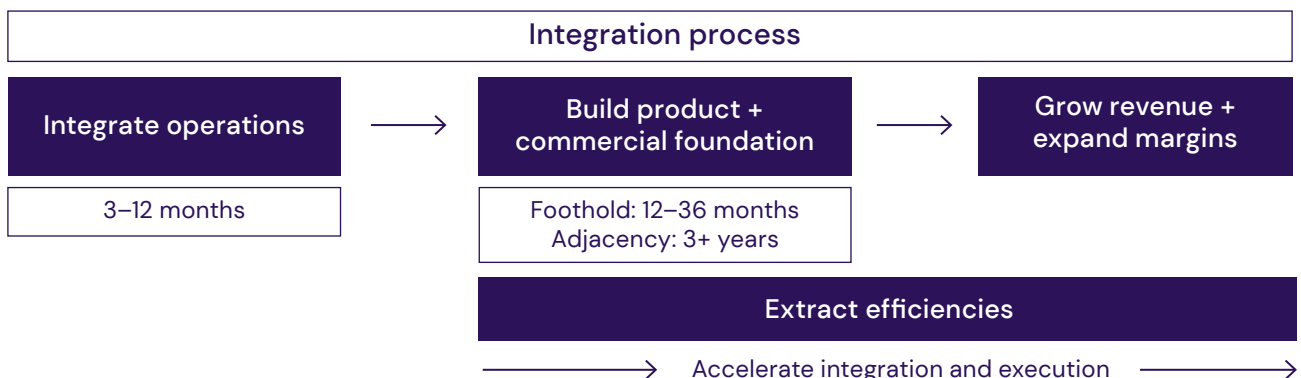 Integration process
Integrate operations
Build product +
commercial foundation
Grow revenue +
expand margins
3–12 months
Foothold: 12–36 months
Adjacency: 3+ years
Extract efficiencies
Accelerate integration and execution